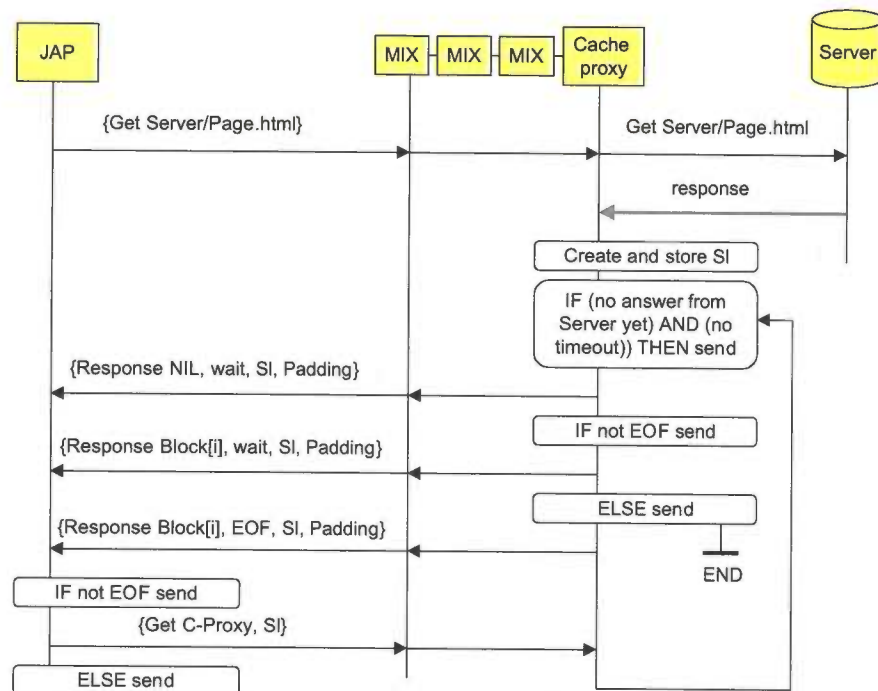 JAP
MIX
MIX
MIX
Cache
proxy
Server
{Get Server/Page.html}
Get Server/Page.html
response
Create and store SI
IF (no answer from
Server yet) AND (no
timeout)) THEN send
{Response NIL, wait, SI, Padding}
IF not EOF send
{Response Block[i], wait, SI, Padding}
ELSE send
{Response Block[i], EOF, SI, Padding}
END
IF not EOF send
{Get C-Proxy, SI}
ELSE send